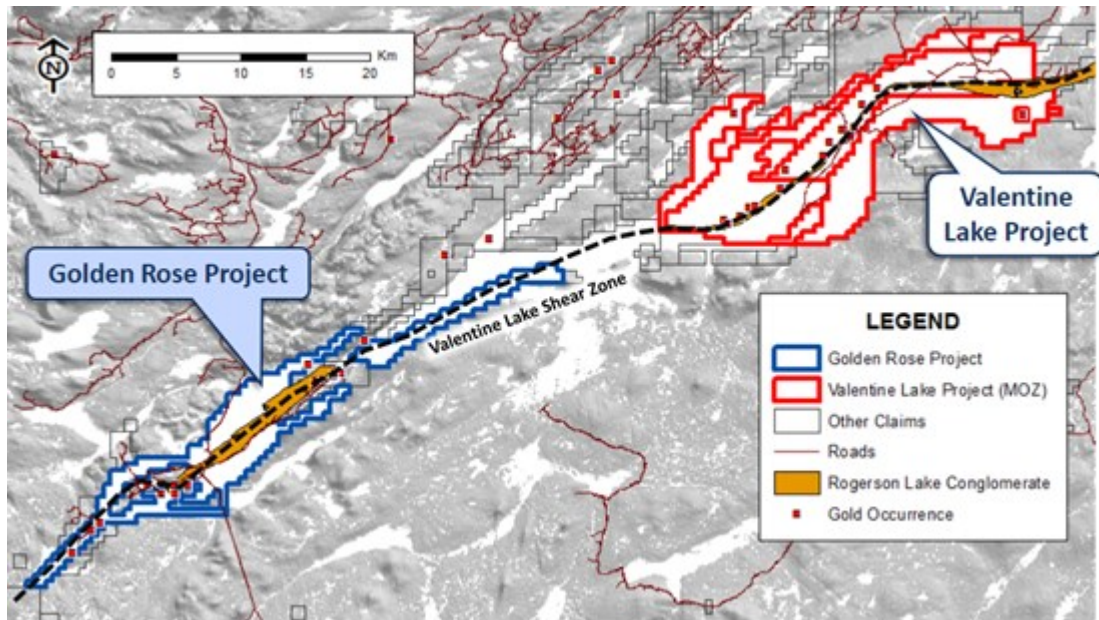 N
Km
0 5 10 15 20
Valentine
Lake Project
Golden Rose Project
Valentine Lake Shear Zone
LEGEND
Golden Rose Project
Valentine Lake Project (MOZ)
Other Claims
Roads
Rogerson Lake Conglomerate
Gold Occurrence